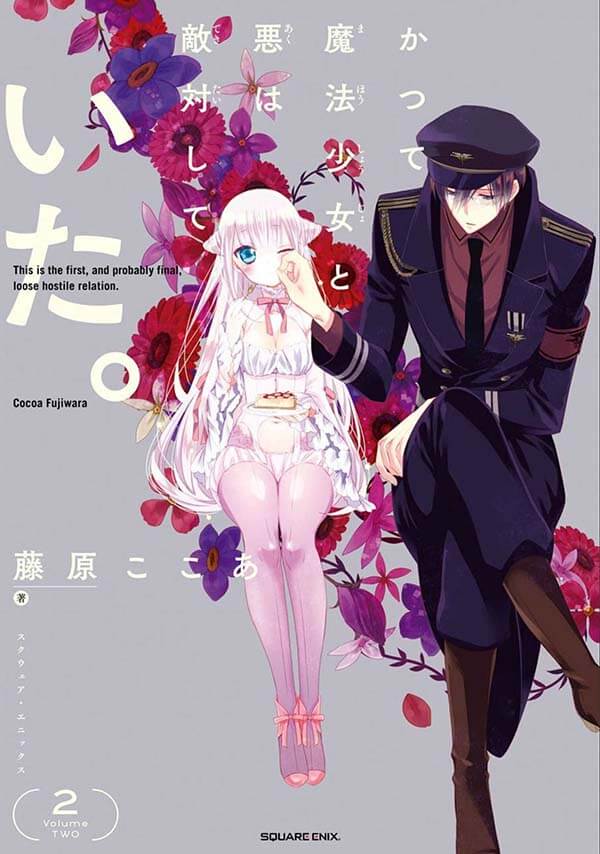 かつて
魔法少女と
悪は
敵対して
いた。
This is the first, and probably final,
loose hostile relation.
Cocoa Fujiwara
藤原ここあ
著
スクウェア・エニックス
2
Volume
TWO
SQUARE ENIX.